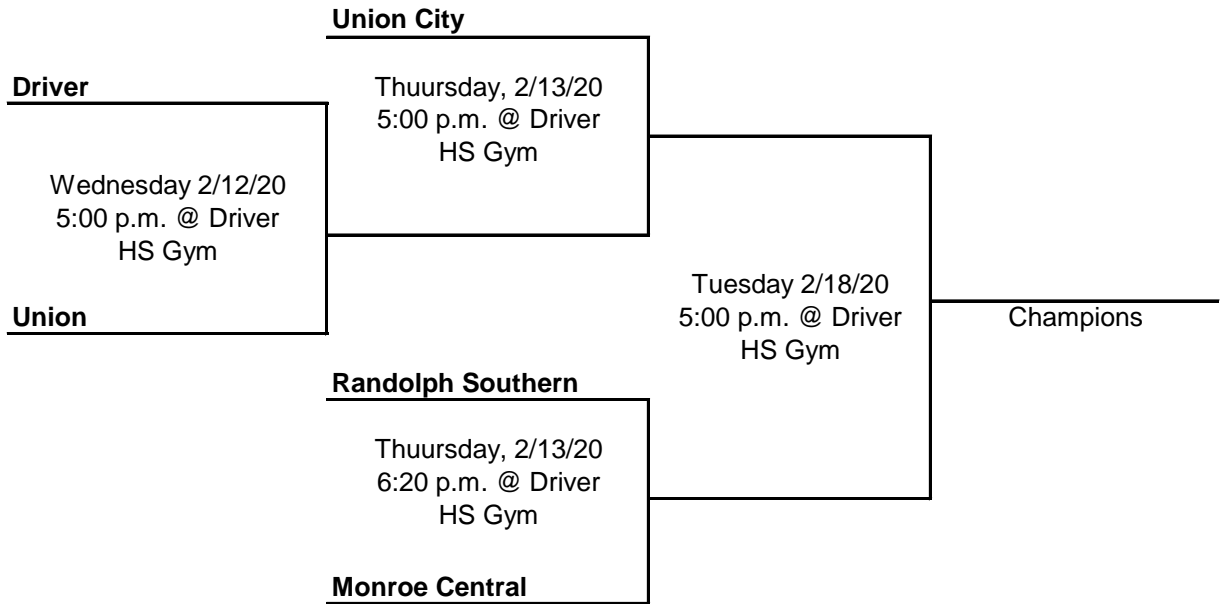 Union City
Driver
Thuursday, 2/13/20
5:00 p.m. @ Driver
HS Gym
Wednesday 2/12/20
5:00 p.m. @ Driver
HS Gym
Union
Tuesday 2/18/20
5:00 p.m. @ Driver
HS Gym
Champions
Randolph Southern
Thuursday, 2/13/20
6:20 p.m. @ Driver
HS Gym
Monroe Central